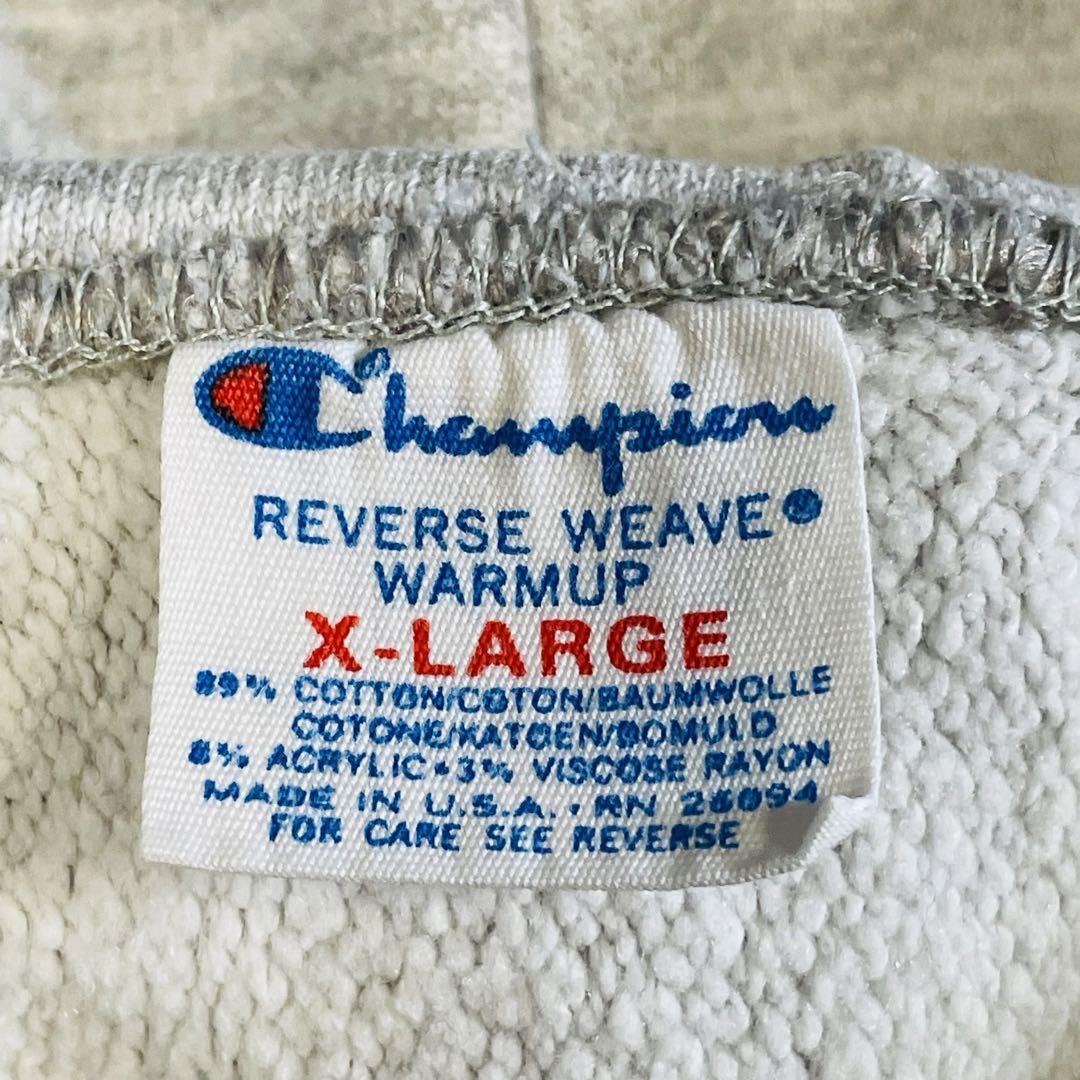 Champion
REVERSE WEAVE®
WARMUP
X-LARGE
89% COTTON/COTON/BAUMWOLLE
COTONE/KATOEN/BOMULD
8% ACRYLIC • 3% VISCOSE RAYON
MADE IN U.S.A. • RN 26094
FOR CARE SEE REVERSE